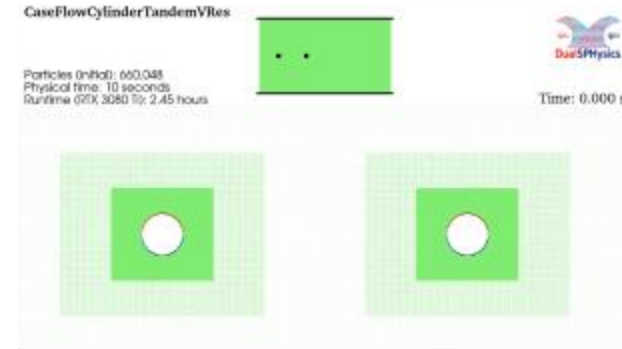 CaseFlowCylinderTandemVRes
Particles (initial): 660,048
Physical time: 10 seconds
Runtime (RTX 3080 Ti): 2.45 hours
DualSPHysics
Time: 0.000 s